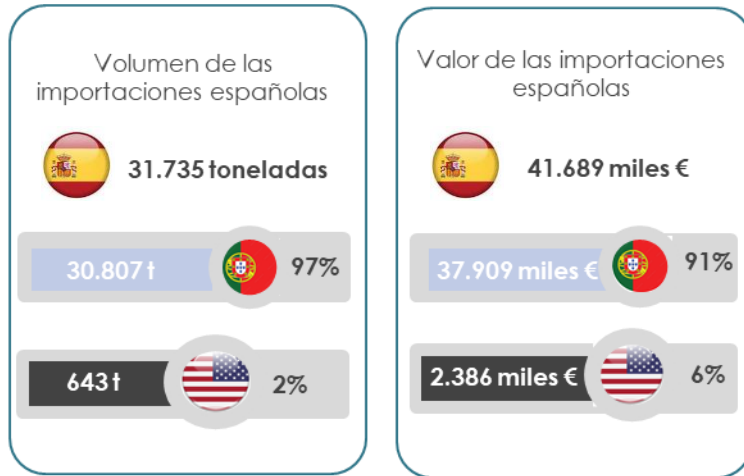 Volumen de las
importaciones españolas
31.735 toneladas
30.807 t
97%
643 t
2%
Valor de las importaciones
españolas
41.689 miles €
37.909 miles €
91%
2.386 miles €
6%